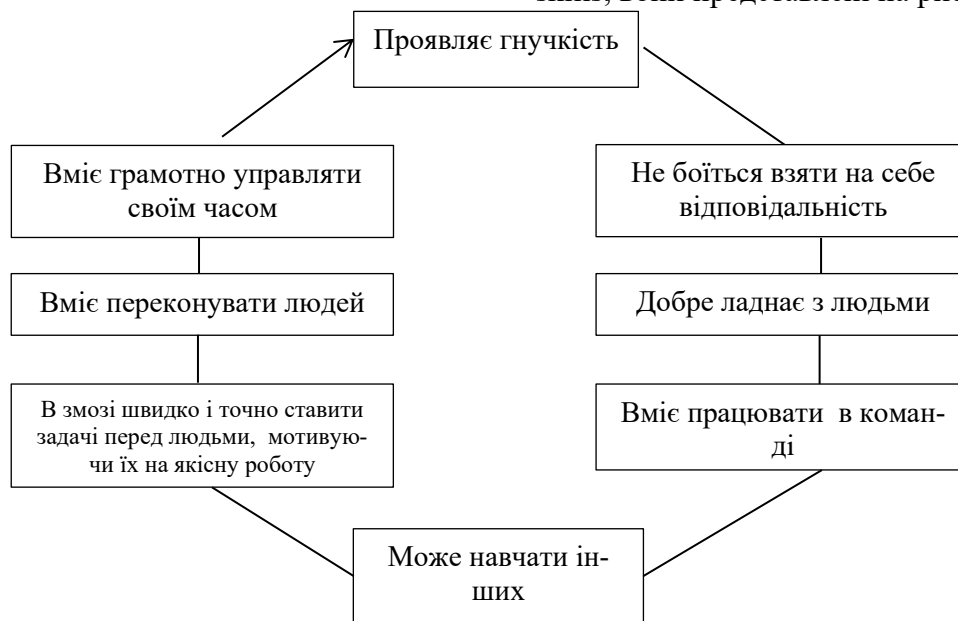 Проявляє гнучкість
Вміє грамотно управляти
своїм часом
Не боїться взяти на себе
відповідальність
Вміє переконувати людей
Добре ладнає з людьми
В змозі швидко і точно ставити
задачі перед людьми, мотивую-
чи їх на якісну роботу
Вміє працювати в коман-
ді
Може навчати ін-
ших